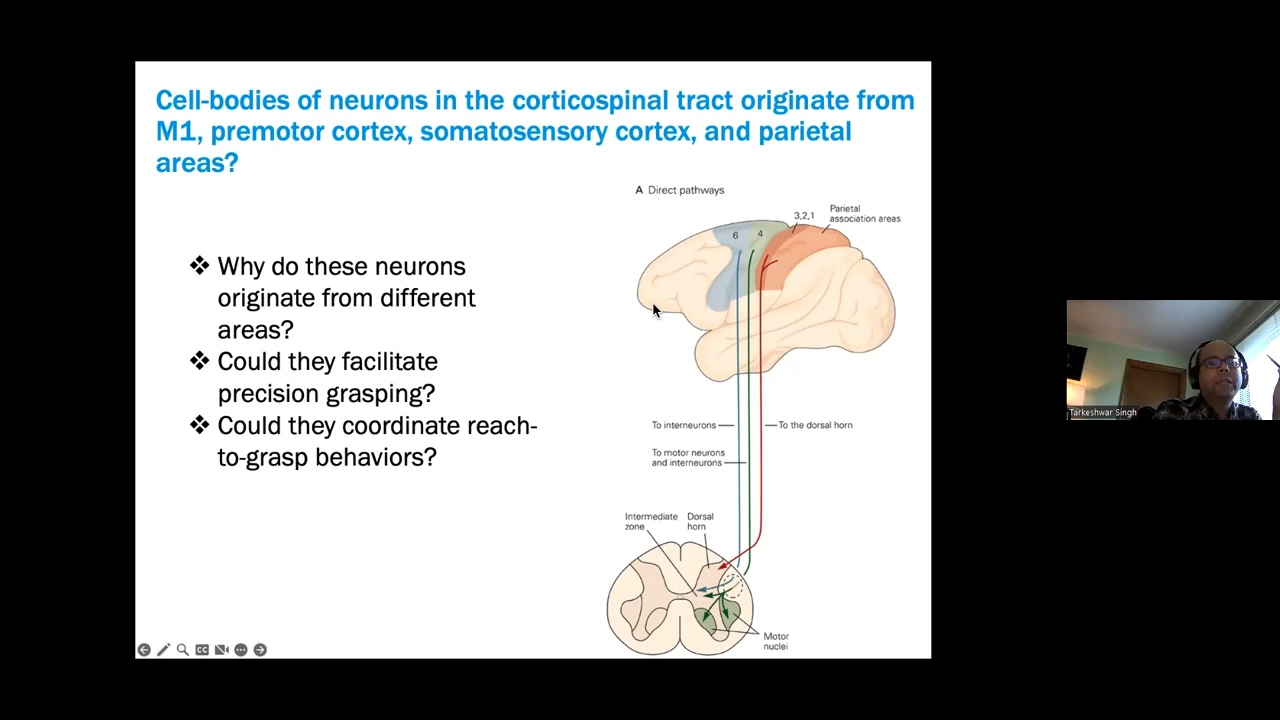 Cell-bodies of neurons in the corticospinal tract originate from
M1, premotor cortex, somatosensory cortex, and parietal
areas?
❖ Why do these neurons
originate from different
areas?
❖ Could they facilitate
precision grasping?
❖ Could they coordinate reach-
to-grasp behaviors?
A Direct pathways
3,2,1
Parietal
association areas
6
4
To interneurons
To the dorsal horn
To motor neurons
and interneurons
Intermediate
zone
Dorsal
horn
Motor
nuclei
CC
Tarkeshwar Singh